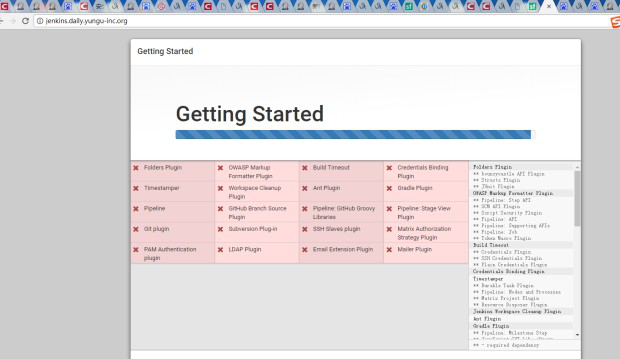 jenkins.daily.yungu-inc.org
Getting Started
Getting Started
Folders Plugin
OWASP Markup
Formatter Plugin
Build Timeout
Credentials Binding
Plugin
Timestamper
Workspace Cleanup
Plugin
Ant Plugin
Gradle Plugin
Pipeline
GitHub Branch Source
Plugin
Pipeline: GitHub Groovy
Libraries
Pipeline: Stage View
Plugin
Git plugin
Subversion Plug-in
SSH Slaves plugin
Matrix Authorization
Strategy Plugin
PAM Authentication
plugin
LDAP Plugin
Email Extension Plugin
Mailer Plugin
Folders Plugin
** bouncycastle API Plugin
** Structs Plugin
** JUnit Plugin
OWASP Markup Formatter Plugin
** Pipeline: Step API
** SCM API Plugin
** Script Security Plugin
** Pipeline: API
** Pipeline: Supporting APIs
** Pipeline: Job
** Token Macro Plugin
Build Timeout
** Credentials Plugin
** SSH Credentials Plugin
** Plain Credentials Plugin
Credentials Binding Plugin
Timestamper
** Durable Task Plugin
** Pipeline: Nodes and Processes
** Matrix Project Plugin
** Resource Disposer Plugin
Jenkins Workspace Cleanup Plugin
Ant Plugin
Gradle Plugin
** Pipeline: Milestone Step
** - required dependency